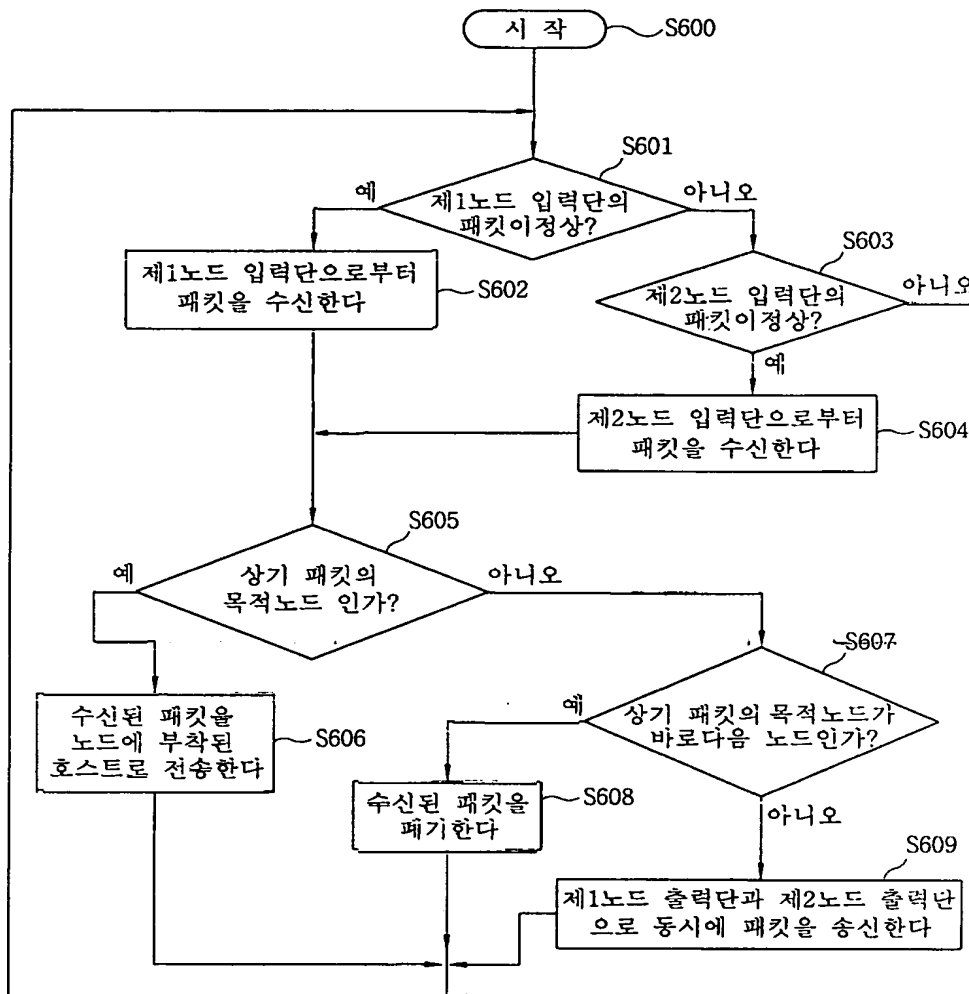 시 작
S600
S601
예
아니오
제1노드 입력단의
패킷이정상?
S603
제1노드 입력단으로부터
패킷을 수신한다
S602
제2노드 입력단의
패킷이정상?
아니오
예
제2노드 입력단으로부터
패킷을 수신한다
S604
S605
예
아니오
상기 패킷의
목적노드 인가?
S607
수신된 패킷을
노드에 부착된
호스트로 전송한다
S606
예
상기 패킷의 목적노드가
바로다음 노드인가?
수신된 패킷을
폐기한다
S608
아니오
S609
제1노드 출력단과 제2노드 출력단
으로 동시에 패킷을 송신한다